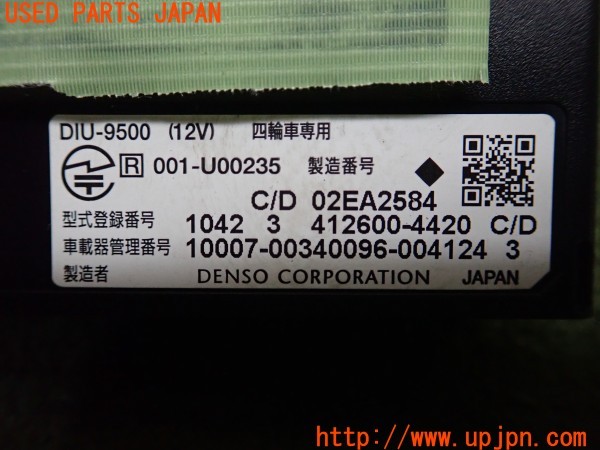 USED PARTS JAPAN
DIU-9500 (12V) 四輪車専用
R 001-U00235 製造番号
C/D 02EA2584
型式登録番号 1042 3 412600-4420 C/D
車載器管理番号 10007-00340096-004124 3
製造者 DENSO CORPORATION JAPAN
http://www.upjpn.com/